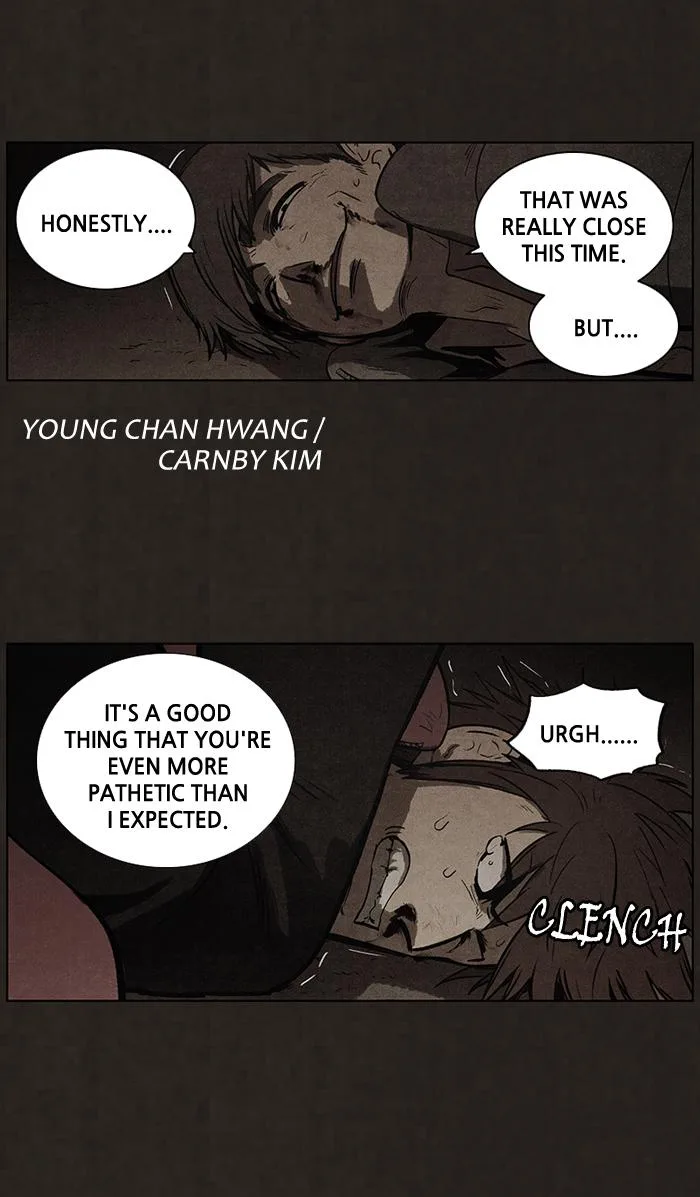 HONESTLY....
THAT WAS
REALLY CLOSE
THIS TIME.
BUT....
YOUNG CHAN HWANG /
CARNBY KIM
IT'S A GOOD
THING THAT YOU'RE
EVEN MORE
PATHETIC THAN
I EXPECTED.
URGH......
CLENCH